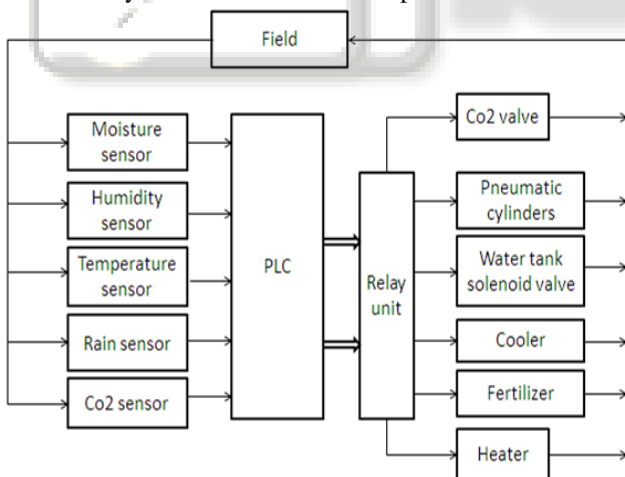 Field
Moisture
sensor
Humidity
sensor
Temperature
sensor
Rain sensor
Co2 sensor
PLC
Relay
unit
Co2 valve
Pneumatic
cylinders
Water tank
solenoid valve
Cooler
Fertilizer
Heater